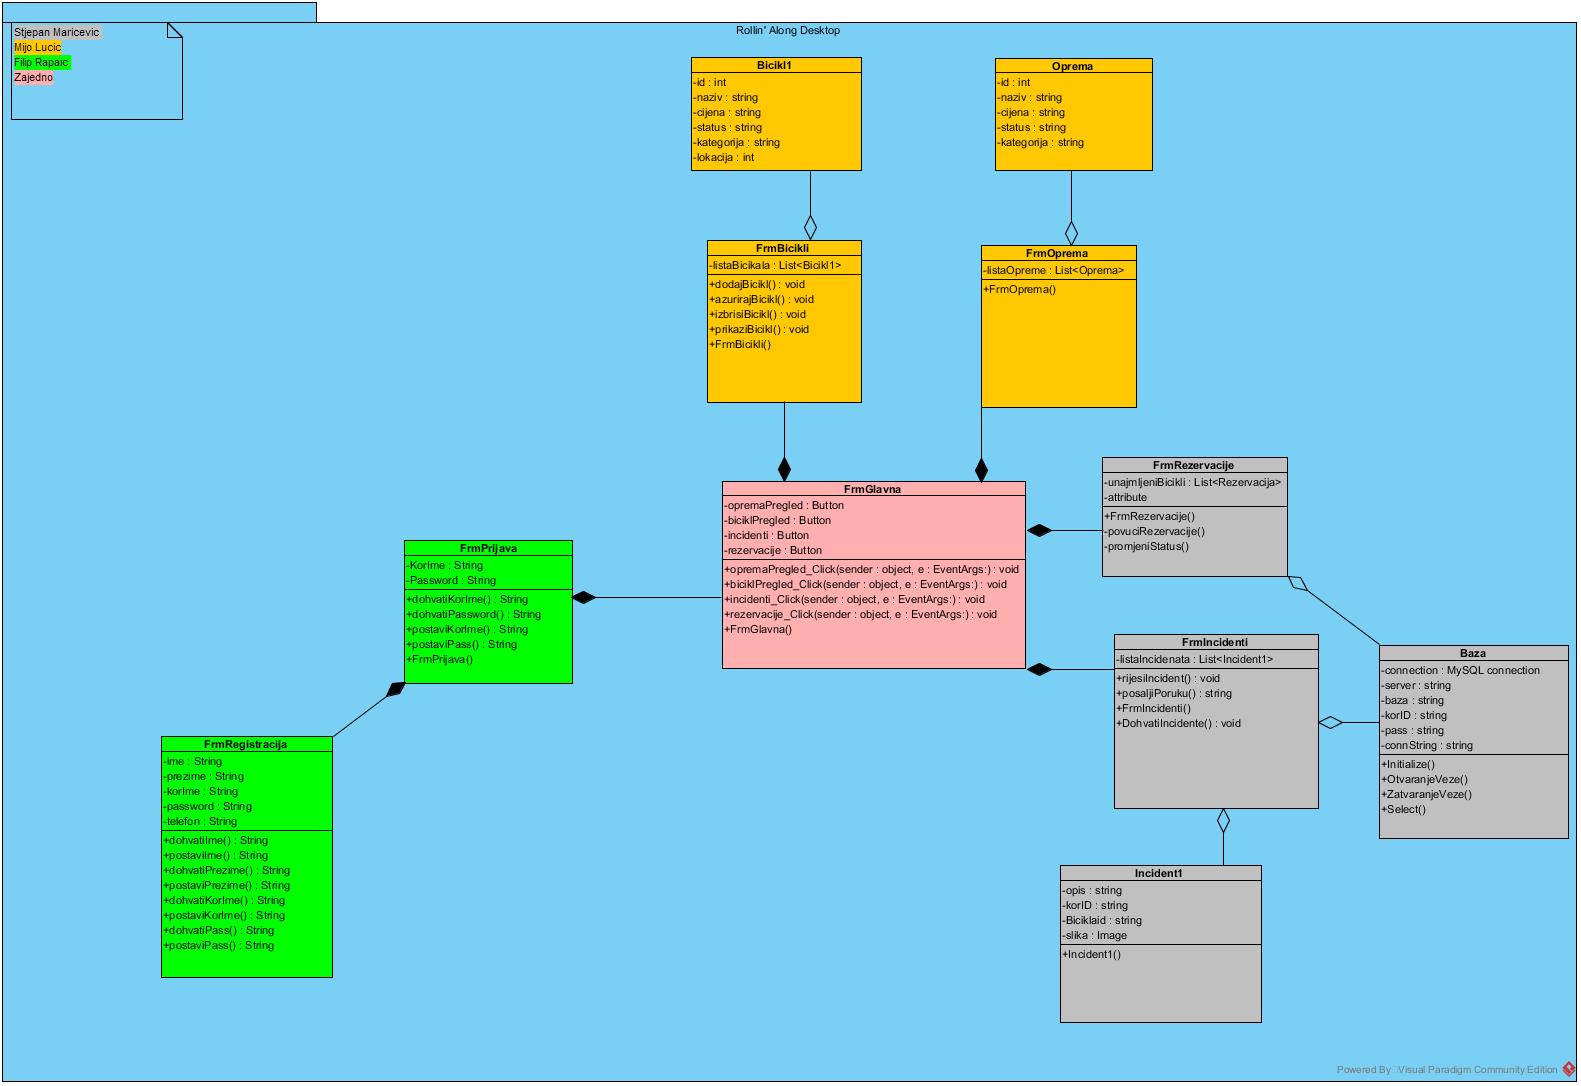 Rollin' Along Desktop
Stjepan Maricevic
Mijo Lucic
Filip Rapaic
Zajedno
Bicikl1
-id : int
-naziv : string
-cijena : string
-status : string
-kategorija : string
-lokacija : int
Oprema
-id : int
-naziv : string
-cijena : string
-status : string
-kategorija : string
FrmBicikli
-listaBicikala : List<Bicikl1>
+dodajBicikl() : void
+azurirajBicikl() : void
+izbrisiBicikl() : void
+prikaziBicikl() : void
+FrmBicikli()
FrmOprema
-listaOpreme : List<Oprema>
+FrmOprema()
FrmGlavna
-opremaPregled : Button
-biciklPregled : Button
-incidenti : Button
-rezervacije : Button
+opremaPregled_Click(sender : object, e : EventArgs:) : void
+biciklPregled_Click(sender : object, e : EventArgs:) : void
+incidenti_Click(sender : object, e : EventArgs:) : void
+rezervacije_Click(sender : object, e : EventArgs:) : void
+FrmGlavna()
FrmRezervacije
-unajmljeniBicikli : List<Rezervacija>
-attribute
+FrmRezervacije()
-povuciRezervacije()
-promjeniStatus()
FrmPrijava
-KorIme : String
-Password : String
+dohvatiKorIme() : String
+dohvatiPassword() : String
+postaviKorIme() : String
+postaviPass() : String
+FrmPrijava()
FrmIncidenti
-listaIncidenata : List<Incident1>
+rijesiIncident() : void
+posaljiPoruku() : string
+FrmIncidenti()
+DohvatiIncidente() : void
Baza
-connection : MySQL connection
-server : string
-baza : string
-korID : string
-pass : string
-connString : string
+Initialize()
+OtvaranjeVeze()
+ZatvaranjeVeze()
+Select()
FrmRegistracija
-ime : String
-prezime : String
-korIme : String
-password : String
-telefon : String
+dohvatiIme() : String
+postaviIme() : String
+dohvatiPrezime() : String
+postaviPrezime() : String
+dohvatiKorIme() : String
+postaviKorIme() : String
+dohvatiPass() : String
+postaviPass() : String
Incident1
-opis : string
-korID : string
-Biciklaid : string
-slika : Image
+Incident1()
Powered By Visual Paradigm Community Edition